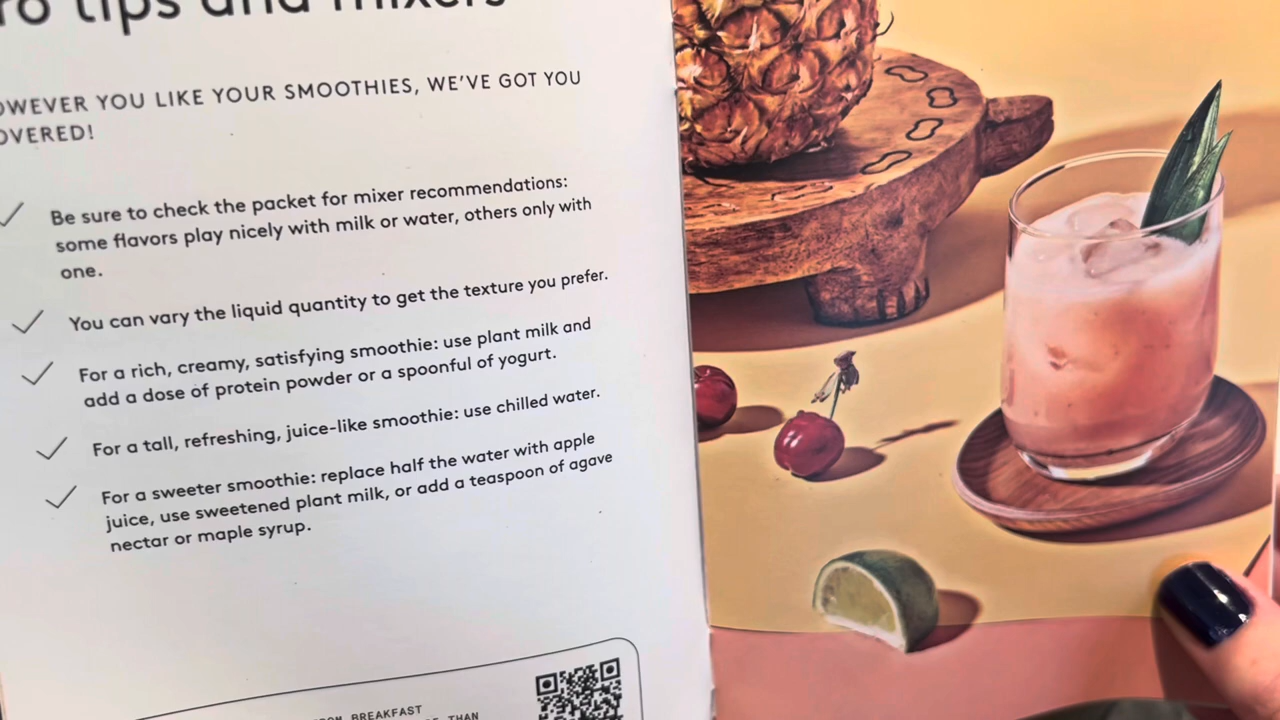 ro tips and mixers
OWEVER YOU LIKE YOUR SMOOTHIES, WE'VE GOT YOU
OVERED!
Be sure to check the packet for mixer recommendations:
some flavors play nicely with milk or water, others only with
one.
You can vary the liquid quantity to get the texture you prefer.
For a rich, creamy, satisfying smoothie: use plant milk and
add a dose of protein powder or a spoonful of yogurt.
For a tall, refreshing, juice-like smoothie: use chilled water.
For a sweeter smoothie: replace half the water with apple
juice, use sweetened plant milk, or add a teaspoon of agave
nectar or maple syrup.
BREAKFAST
THAN